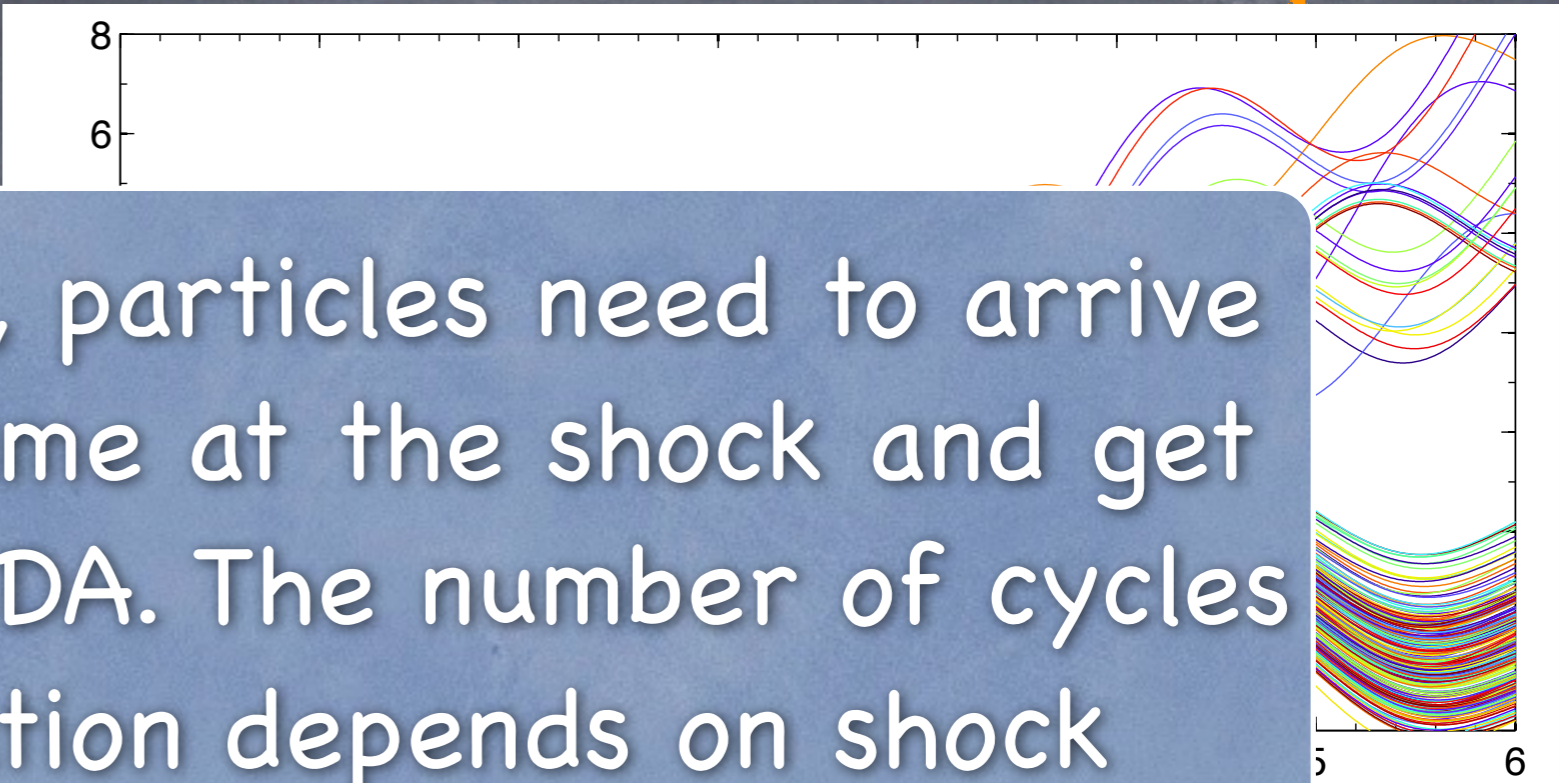 8
6
, particles need to arrive
me at the shock and get
DA. The number of cycles
tion depends on shock
5 6